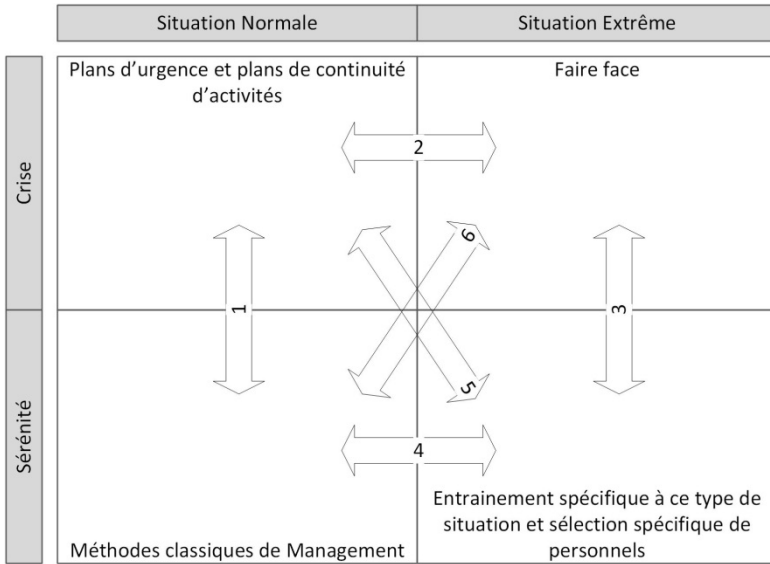 Situation Normale
Situation Extrême
Crise
Plans d’urgence et plans de continuité
d’activités
Faire face
2
6
1
3
5
4
Sérénité
Méthodes classiques de Management
Entrainement spécifique à ce type de
situation et sélection spécifique de
personnels